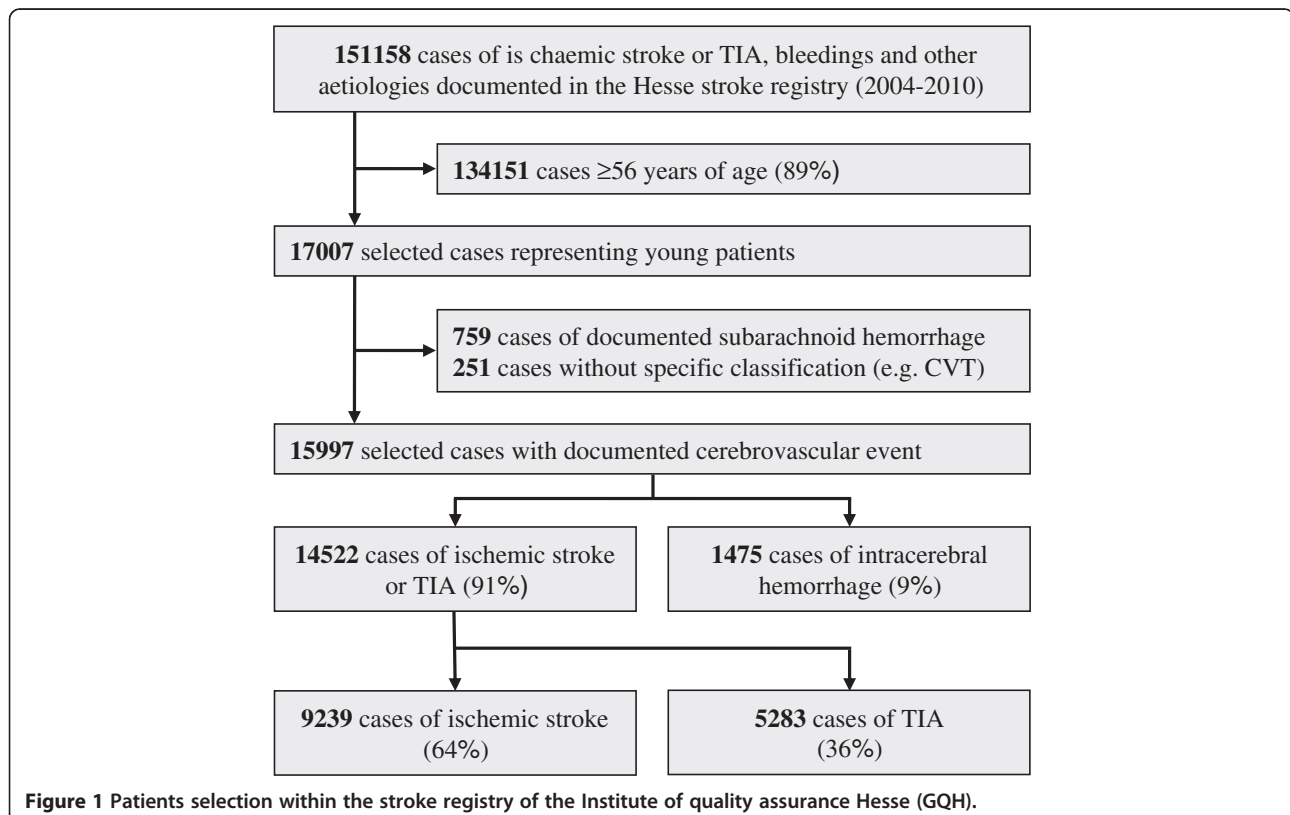 151158 cases of is chaemic stroke or TIA, bleedings and other
aetiologies documented in the Hesse stroke registry (2004-2010)
134151 cases ≥56 years of age (89%)
17007 selected cases representing young patients
759 cases of documented subarachnoid hemorrhage
251 cases without specific classification (e.g. CVT)
15997 selected cases with documented cerebrovascular event
14522 cases of ischemic stroke
or TIA (91%)
1475 cases of intracerebral
hemorrhage (9%)
9239 cases of ischemic stroke
(64%)
5283 cases of TIA
(36%)
Figure 1 Patients selection within the stroke registry of the Institute of quality assurance Hesse (GQH).